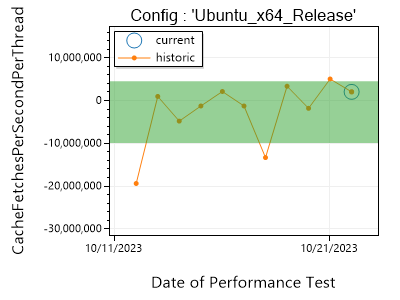 Config : 'Ubuntu_x64_Release'
current
historic
CacheFetchesPerSecondPerThread
10,000,000
0
-10,000,000
-20,000,000
-30,000,000
10/11/2023
10/21/2023
Date of Performance Test